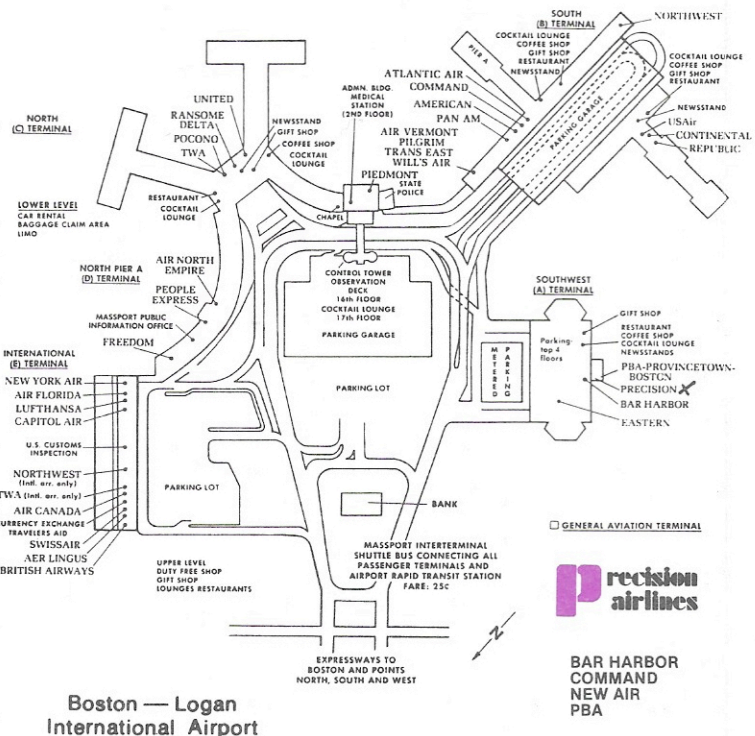 SOUTH
(B) TERMINAL
NORTHWEST
COCKTAIL LOUNGE
COFFEE SHOP
GIFT SHOP
RESTAURANT
NEWSSTAND
PIER A
COCKTAIL LOUNGE
COFFEE SHOP
GIFT SHOP
RESTAURANT
NEWSSTAND
USAir
CONTINENTAL
REPUBLIC
PARKING GARAGE
ATLANTIC AIR
COMMAND
AMERICAN
PAN AM
AIR VERMONT
PILGRIM
TRANS EAST
WILL'S AIR
ADMN. BLDG.
MEDICAL
STATION
(2ND FLOOR)
PIEDMONT
STATE
POLICE
CHAPEL
NORTH
(C) TERMINAL
UNITED
RANSOME
DELTA
POCONO
TWA
NEWSSTAND
GIFT SHOP
COFFEE SHOP
COCKTAIL
LOUNGE
RESTAURANT
COCKTAIL
LOUNGE
LOWER LEVEL
CAR RENTAL
BAGGAGE CLAIM AREA
LIMO
NORTH PIER A
(D) TERMINAL
AIR NORTH
EMPIRE
PEOPLE
EXPRESS
MASSPORT PUBLIC
INFORMATION OFFICE
FREEDOM
CONTROL TOWER
OBSERVATION
DECK
16th FLOOR
COCKTAIL LOUNGE
17th FLOOR
PARKING GARAGE
PARKING LOT
SOUTHWEST
(A) TERMINAL
METERED
PARKING
Parking-
top 4
floors
GIFT SHOP
RESTAURANT
COFFEE SHOP
COCKTAIL LOUNGE
NEWSSTANDS
PBA-PROVINCETOWN-
BOSTON
PRECISION X
BAR HARBOR
EASTERN
INTERNATIONAL
(E) TERMINAL
NEW YORK AIR
AIR FLORIDA
LUFTHANSA
CAPITOL AIR
U.S. CUSTOMS
INSPECTION
NORTHWEST
(Intl. arr. only)
TWA (Intl. arr. only)
AIR CANADA
CURRENCY EXCHANGE
TRAVELERS AID
SWISSAIR
AER LINGUS
BRITISH AIRWAYS
PARKING LOT
UPPER LEVEL
DUTY FREE SHOP
GIFT SHOP
LOUNGES RESTAURANTS
BANK
MASSPORT INTERTERMINAL
SHUTTLE BUS CONNECTING ALL
PASSENGER TERMINALS AND
AIRPORT RAPID TRANSIT STATION
FARE: 25¢
GENERAL AVIATION TERMINAL
N
EXPRESSWAYS TO
BOSTON AND POINTS
NORTH, SOUTH AND WEST
precision
airlines
BAR HARBOR
COMMAND
NEW AIR
PBA
Boston — Logan
International Airport